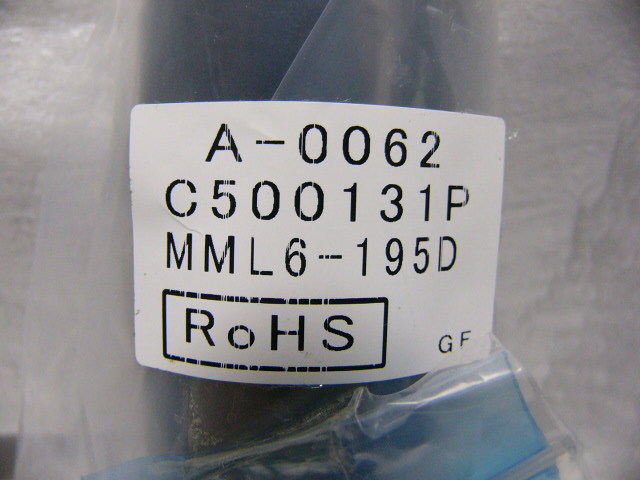 A-0062
C500131P
MML6-195D
RoHS
GF